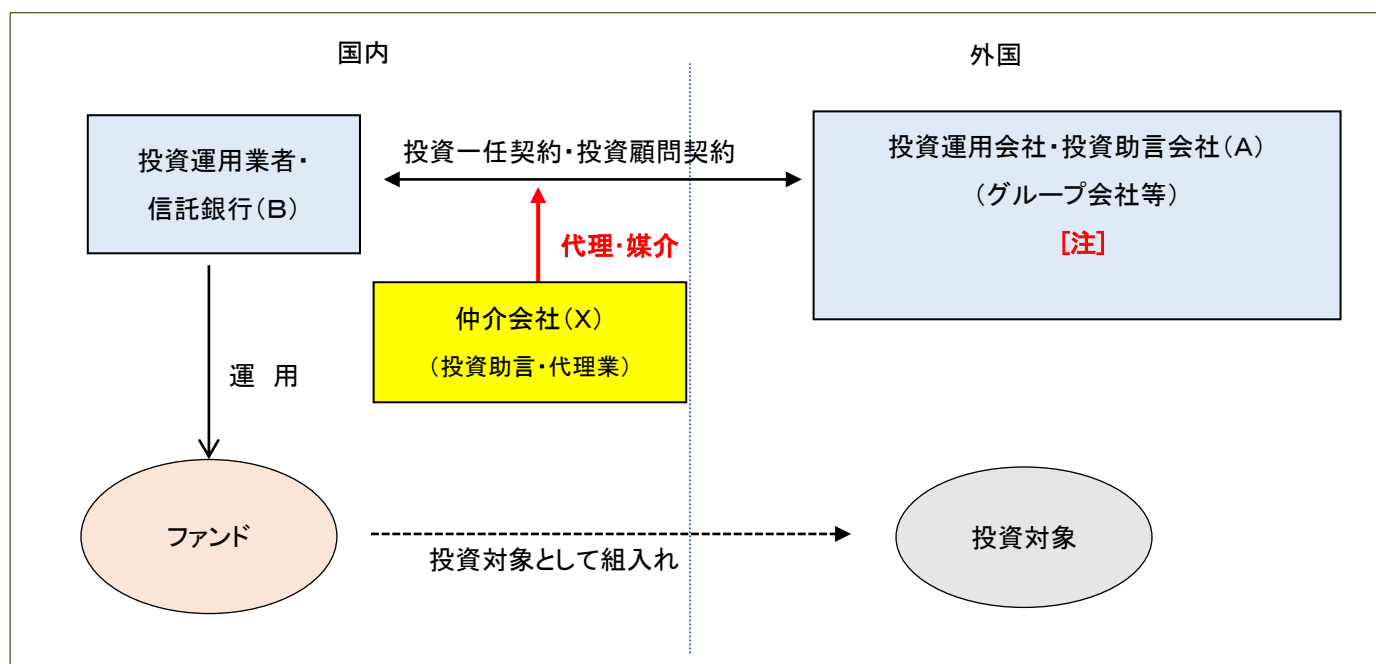 国内
外国
投資運用業者・
信託銀行(B)
投資一任契約・投資顧問契約
投資運用会社・投資助言会社(A)
(グループ会社等)
[注]
代理・媒介
仲介会社(X)
(投資助言・代理業)
運 用
ファンド
投資対象として組入れ
投資対象